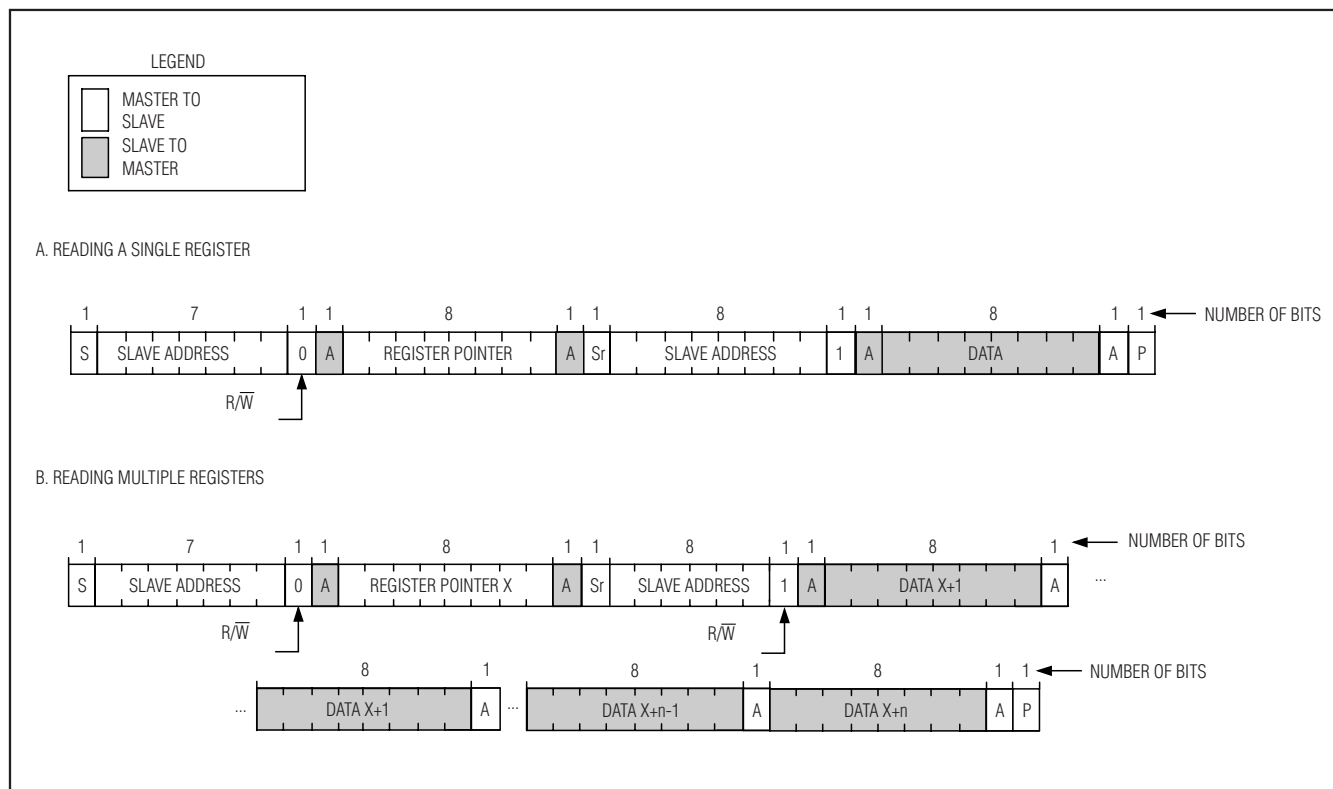 LEGEND
MASTER TO
SLAVE
SLAVE TO
MASTER
A. READING A SINGLE REGISTER
1 7 1 1 8 1 1 8 1 1 8 1 1 NUMBER OF BITS
S SLAVE ADDRESS 0 A REGISTER POINTER A Sr SLAVE ADDRESS 1 A DATA A P
R/W̅
B. READING MULTIPLE REGISTERS
1 7 1 1 8 1 1 8 1 1 8 1 NUMBER OF BITS
S SLAVE ADDRESS 0 A REGISTER POINTER X A Sr SLAVE ADDRESS 1 A DATA X+1 A ...
R/W̅ R/W̅
8 1 8 1 8 1 1 NUMBER OF BITS
... DATA X+1 A ... DATA X+n-1 A DATA X+n A P